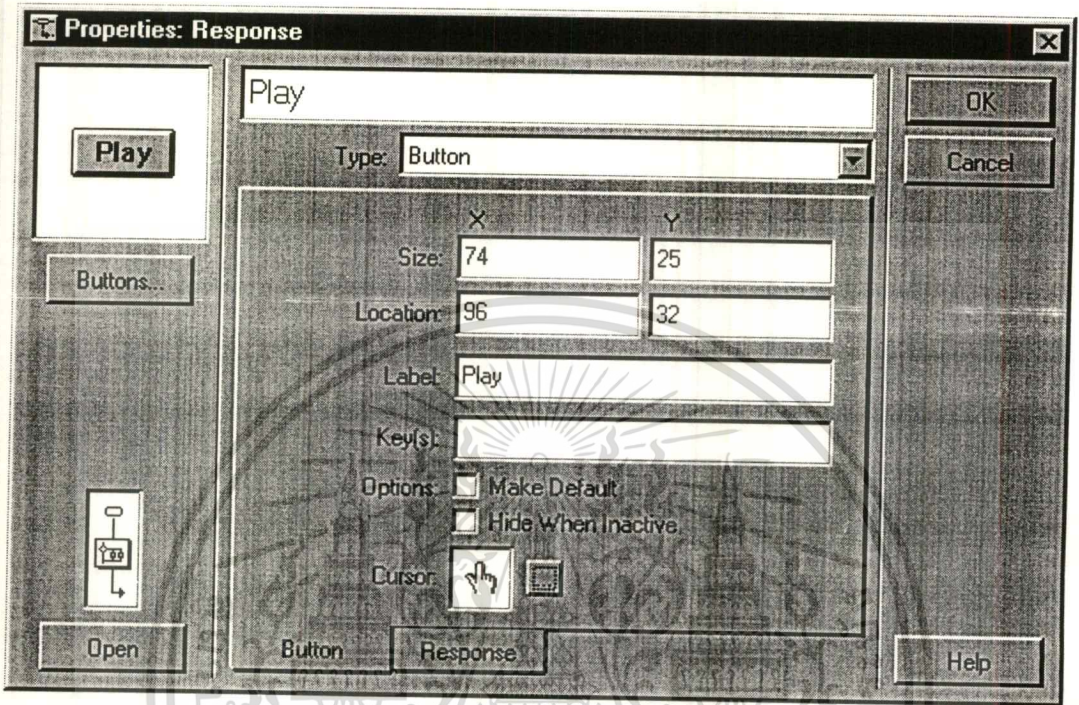 Properties: Response
Play
Play
OK
Type: Button
Cancel
X Y
Size: 74 25
Buttons...
Location: 96 32
Label: Play
Key(s):
Options: Make Default
Hide When Inactive
Cursor:
Open
Button Response
Help